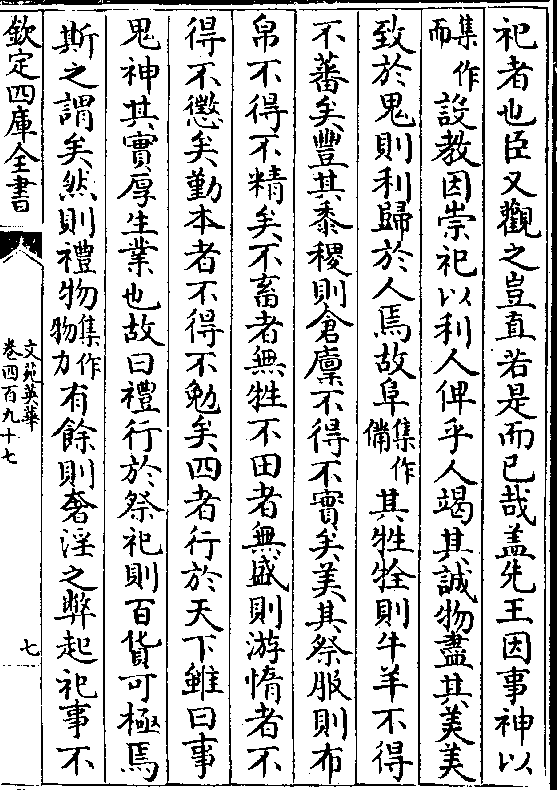 祀者也臣又觀之豈直若是而已哉盖先王因事神以
集作而設教因崇祀以利人俾乎人竭其誠物盡其美美
致於鬼則利歸於人焉故阜集作備其牲牷則牛羊不得
不蕃矣豐其黍稷則倉廩不得不實矣美其祭服則布
帛不得不精矣不畜者無牲不田者無盛則游惰者不
得不懲矣勤本者不得不勉矣四者行於天下雖曰事
鬼神其實厚生業也故曰禮行於祭祀則百貨可極焉
斯之謂矣然則禮物集作物力有餘則奢淫之弊起祀事不
欽定四庫全書
文苑英華
卷四百九十七
七